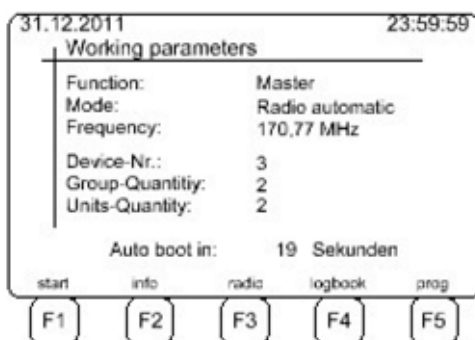 31.12.2011 23:59:59
Working parameters
Function: Master
Mode: Radio automatic
Frequency: 170,77 MHz
Device-Nr.: 3
Group-Quantitiy: 2
Units-Quantity: 2
Auto boot in: 19 Sekunden
start info radio logbook prog
F1 F2 F3 F4 F5